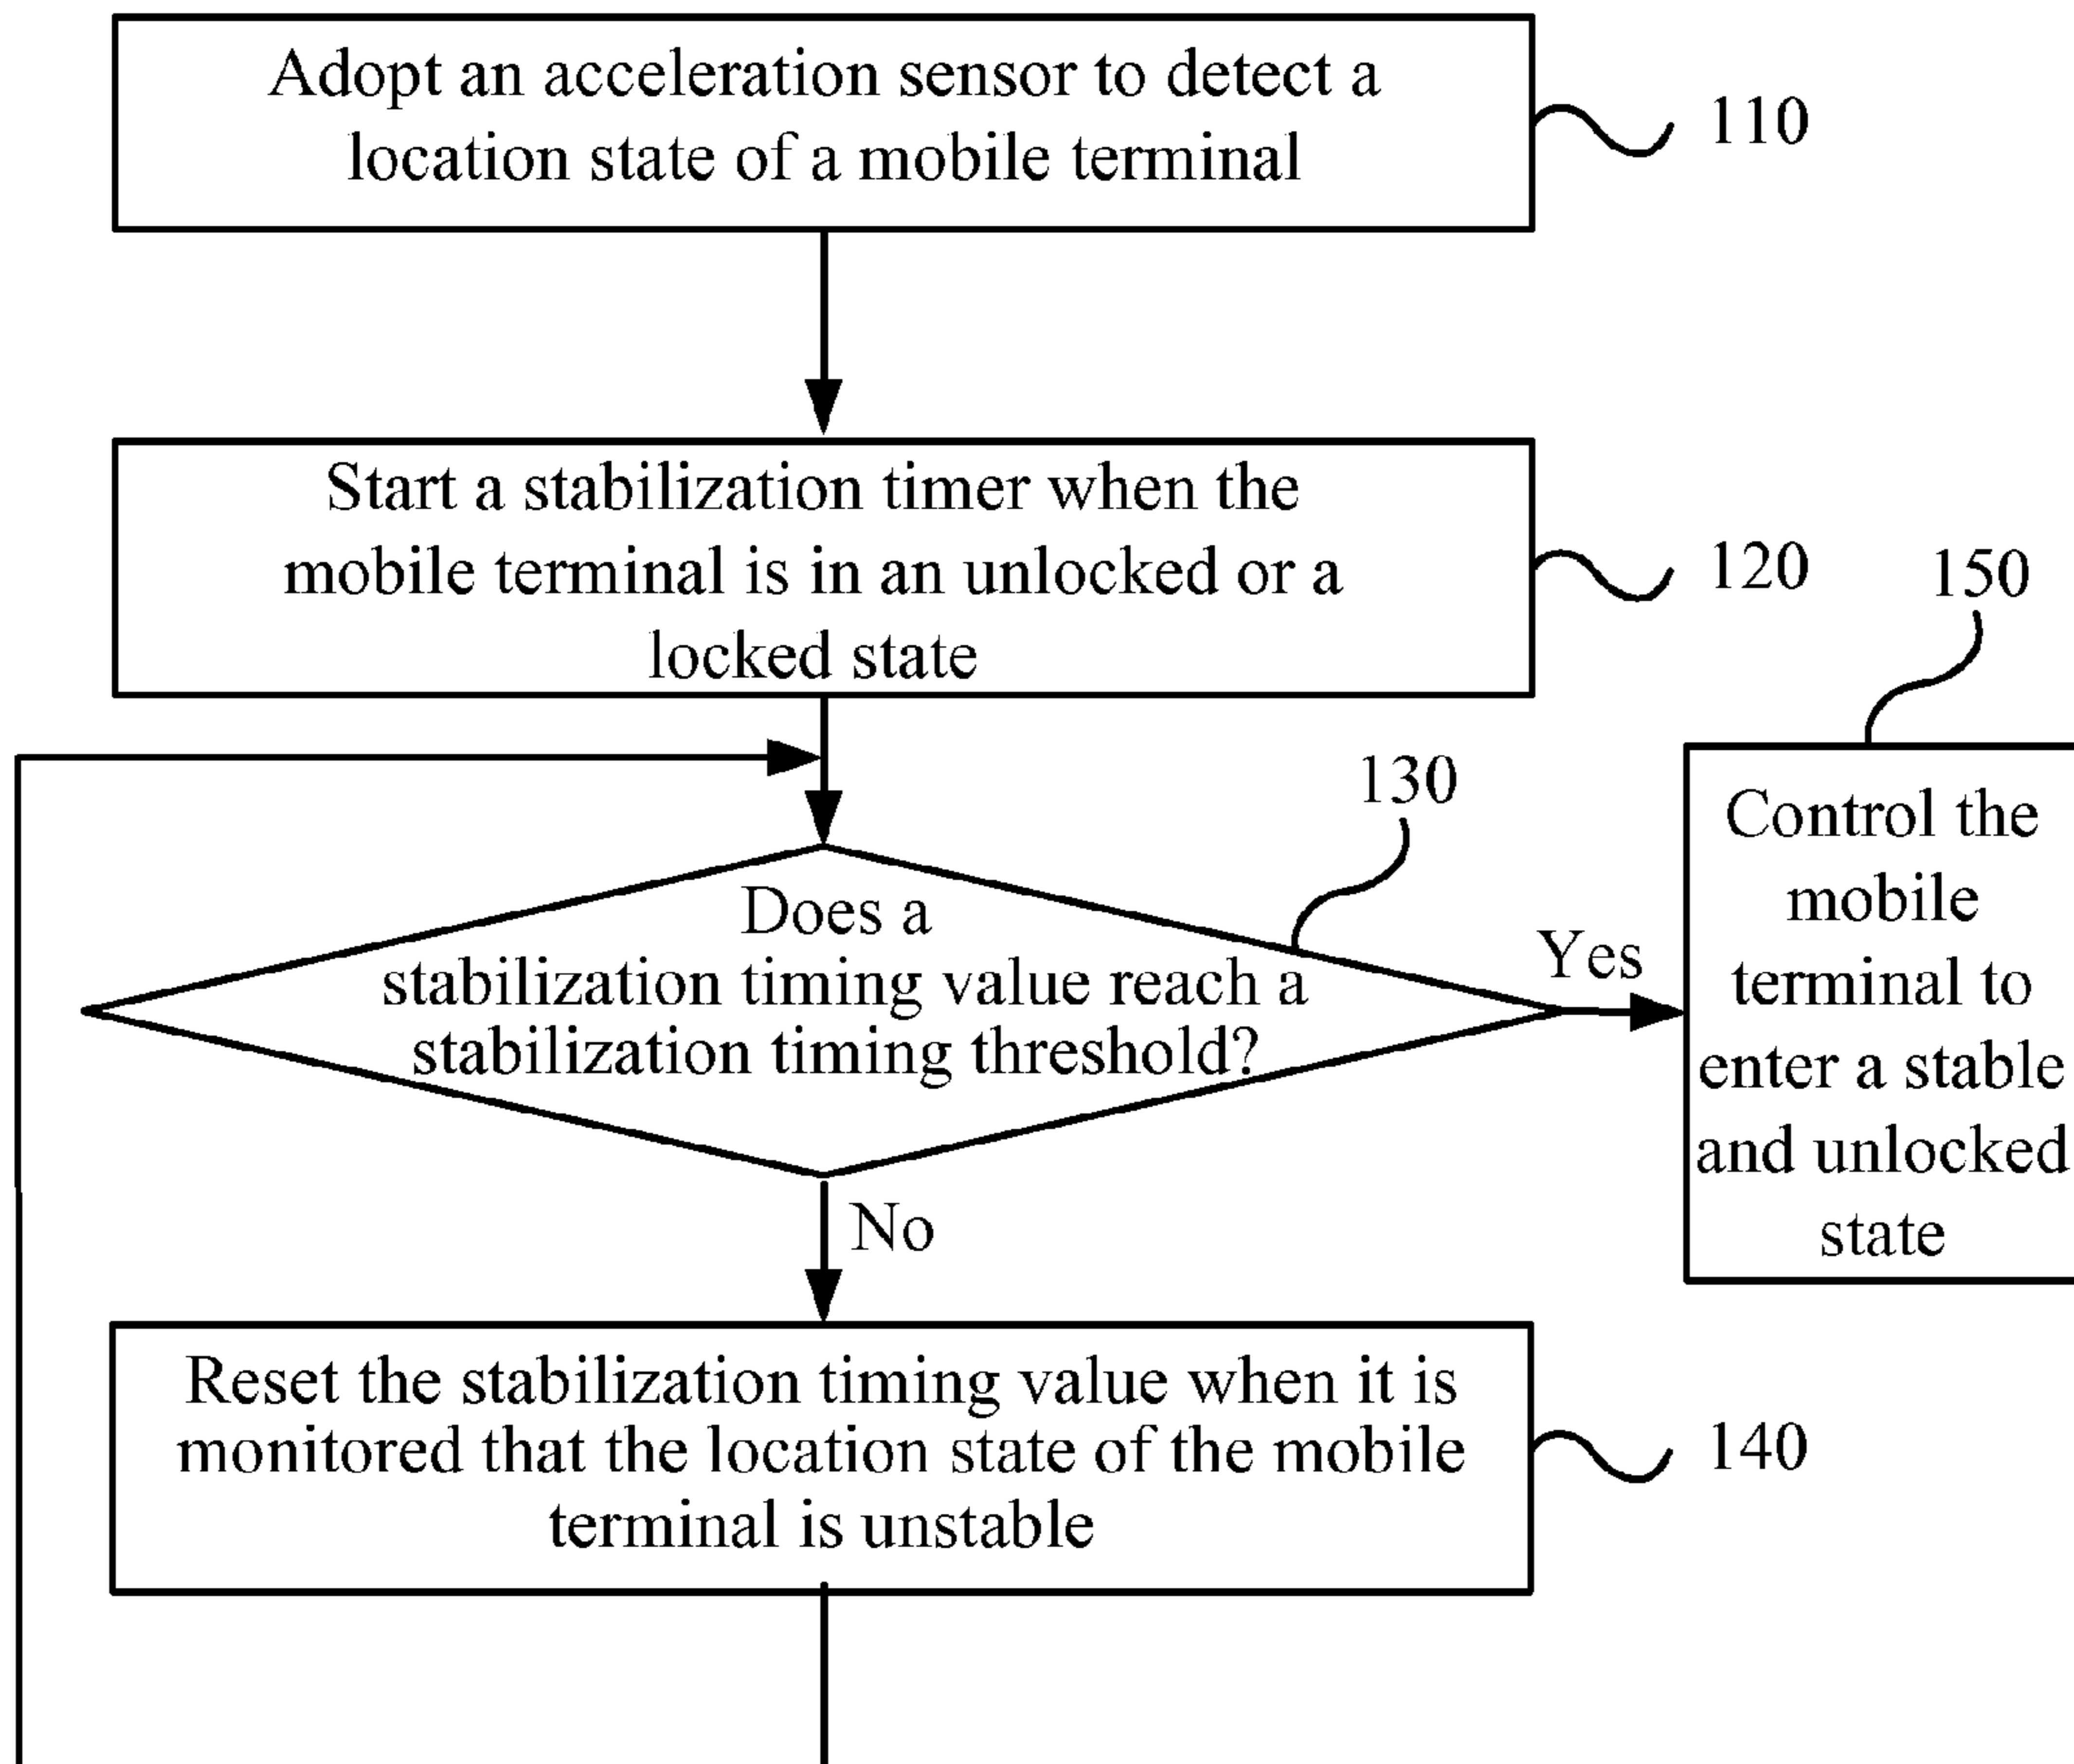 Adopt an acceleration sensor to detect a
location state of a mobile terminal
110
Start a stabilization timer when the
mobile terminal is in an unlocked or a
locked state
120
150
130
Does a
stabilization timing value reach a
stabilization timing threshold?
Yes
Control the
mobile
terminal to
enter a stable
and unlocked
state
No
Reset the stabilization timing value when it is
monitored that the location state of the mobile
terminal is unstable
140